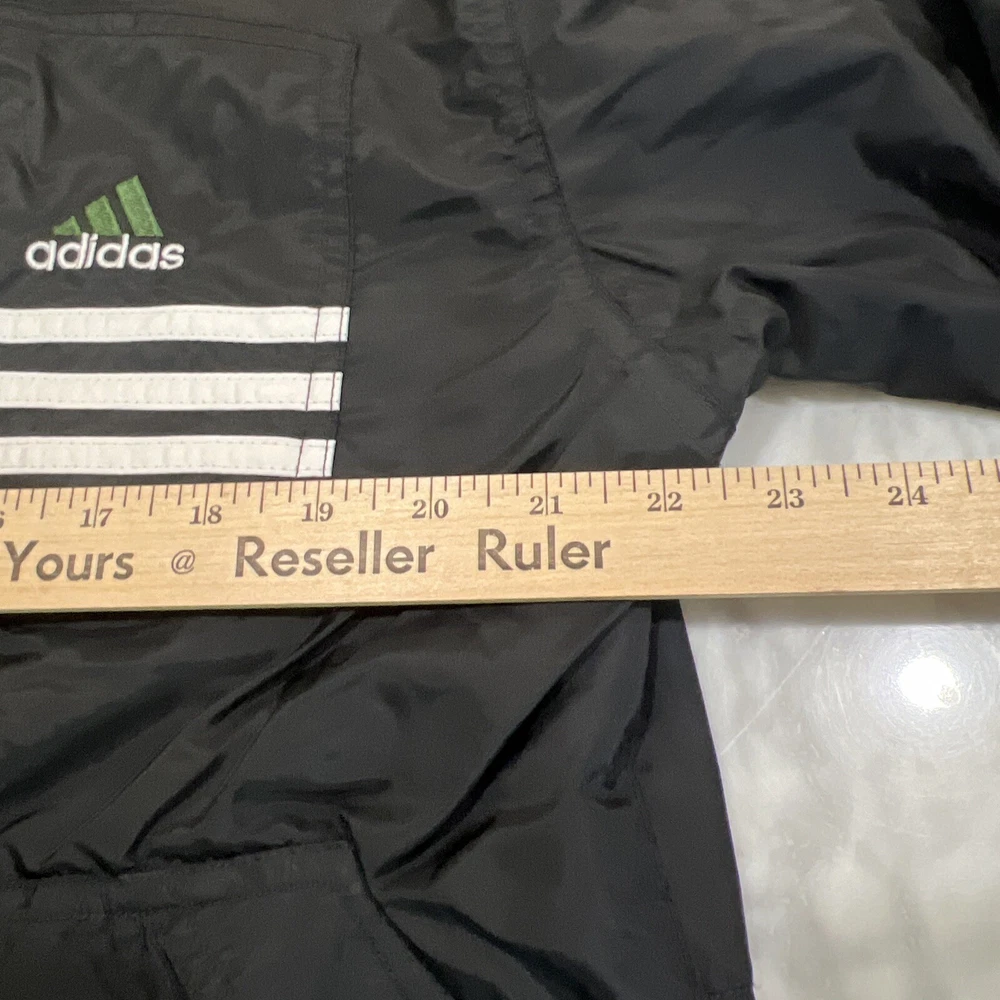 adidas
17 18 19 20 21 22 23 24
Yours @ Reseller Ruler